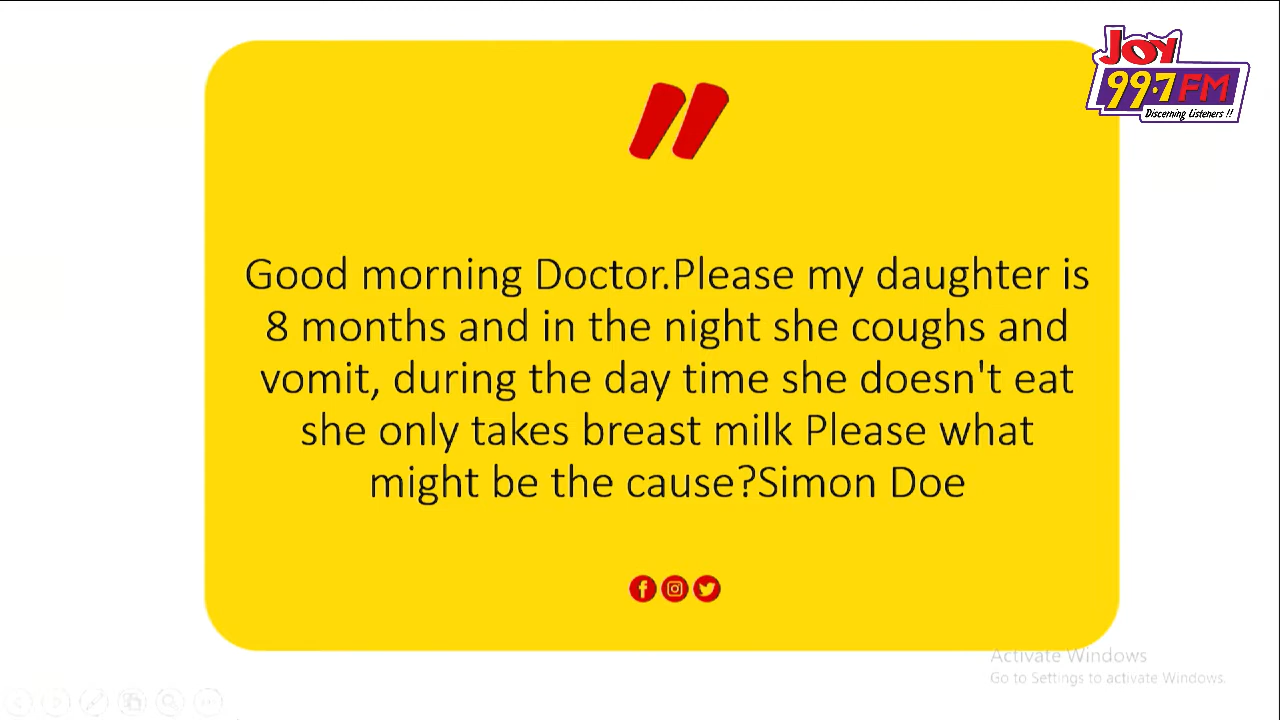 JOY
99.7 FM
Discerning Listeners !!
Good morning Doctor.Please my daughter is
8 months and in the night she coughs and
vomit, during the day time she doesn't eat
she only takes breast milk Please what
might be the cause?Simon Doe
Activate Windows
Go to Settings to activate Windows.